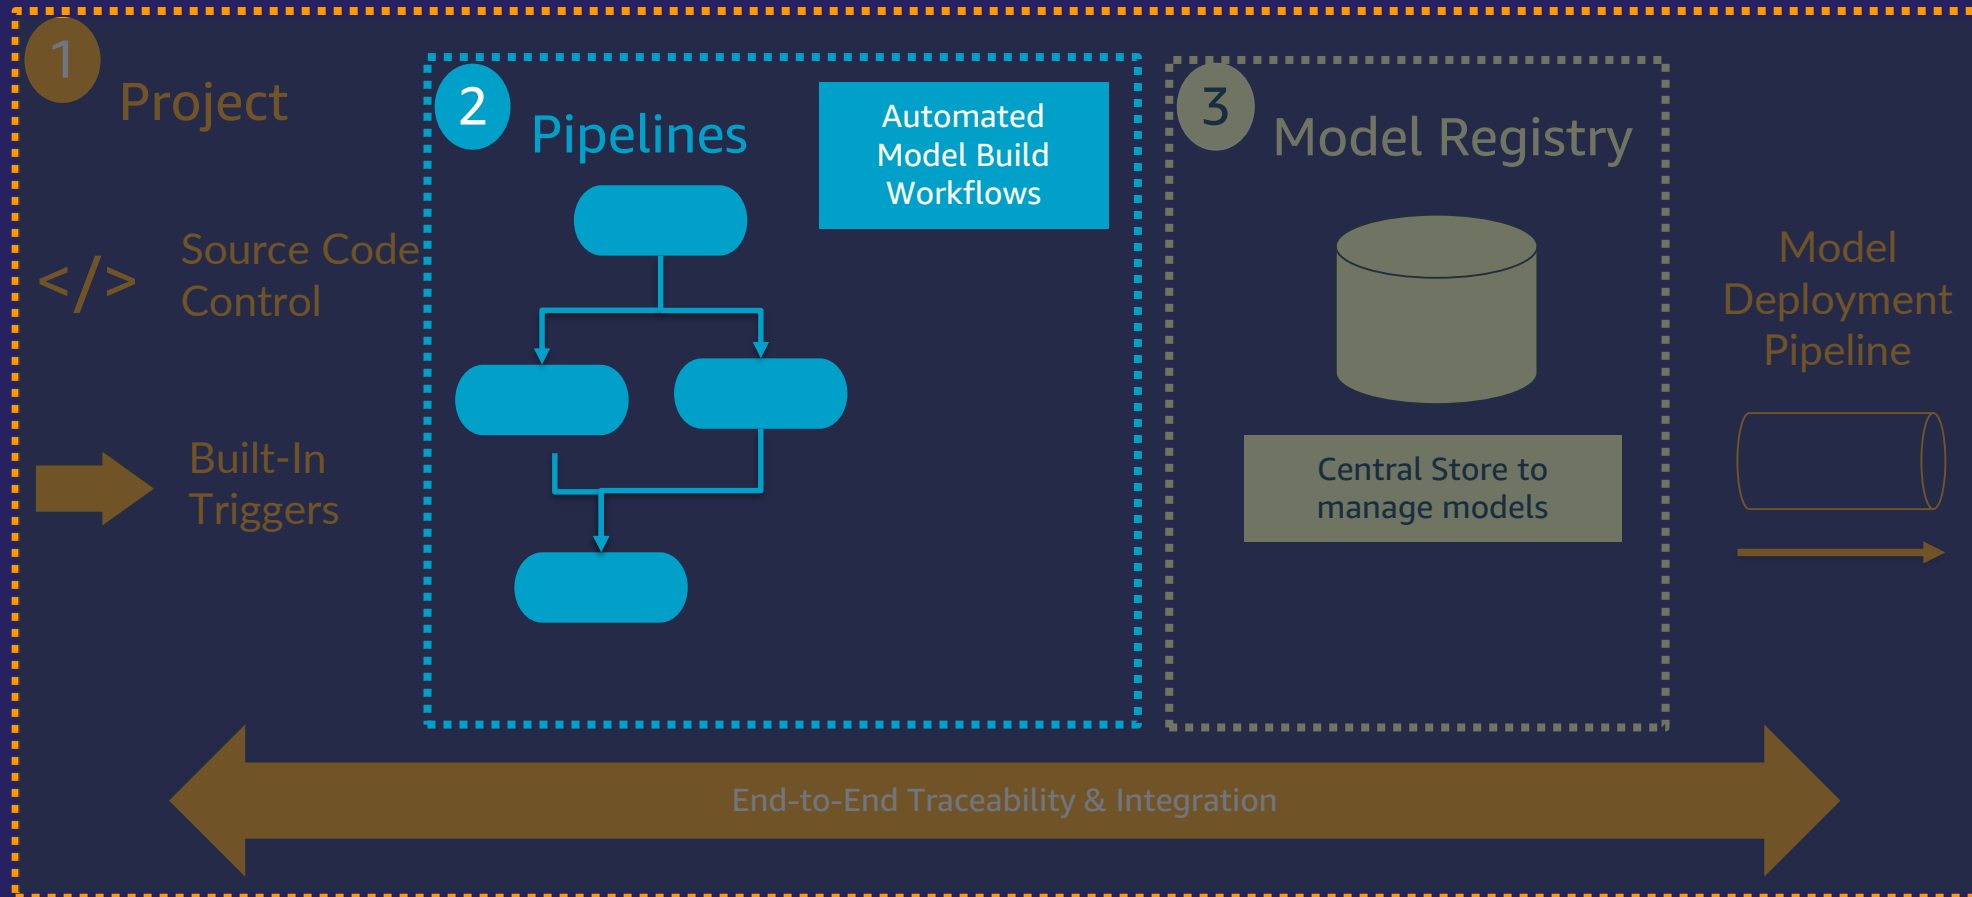 1
Project
</>
Source Code
Control
Built-In
Triggers
2
Pipelines
Automated
Model Build
Workflows
3
Model Registry
Central Store to
manage models
Model
Deployment
Pipeline
End-to-End Traceability & Integration